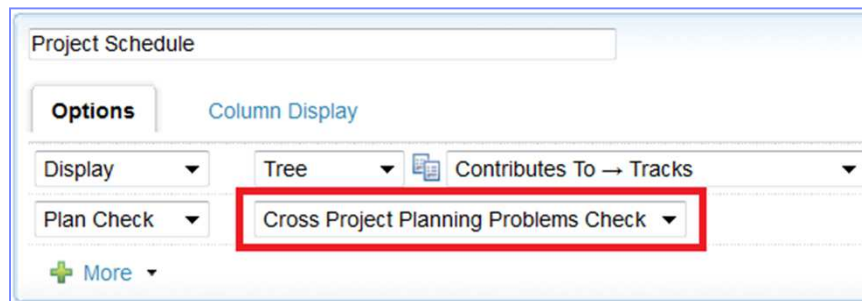 Project Schedule
Options Column Display
Display Tree Contributes To → Tracks
Plan Check Cross Project Planning Problems Check
More